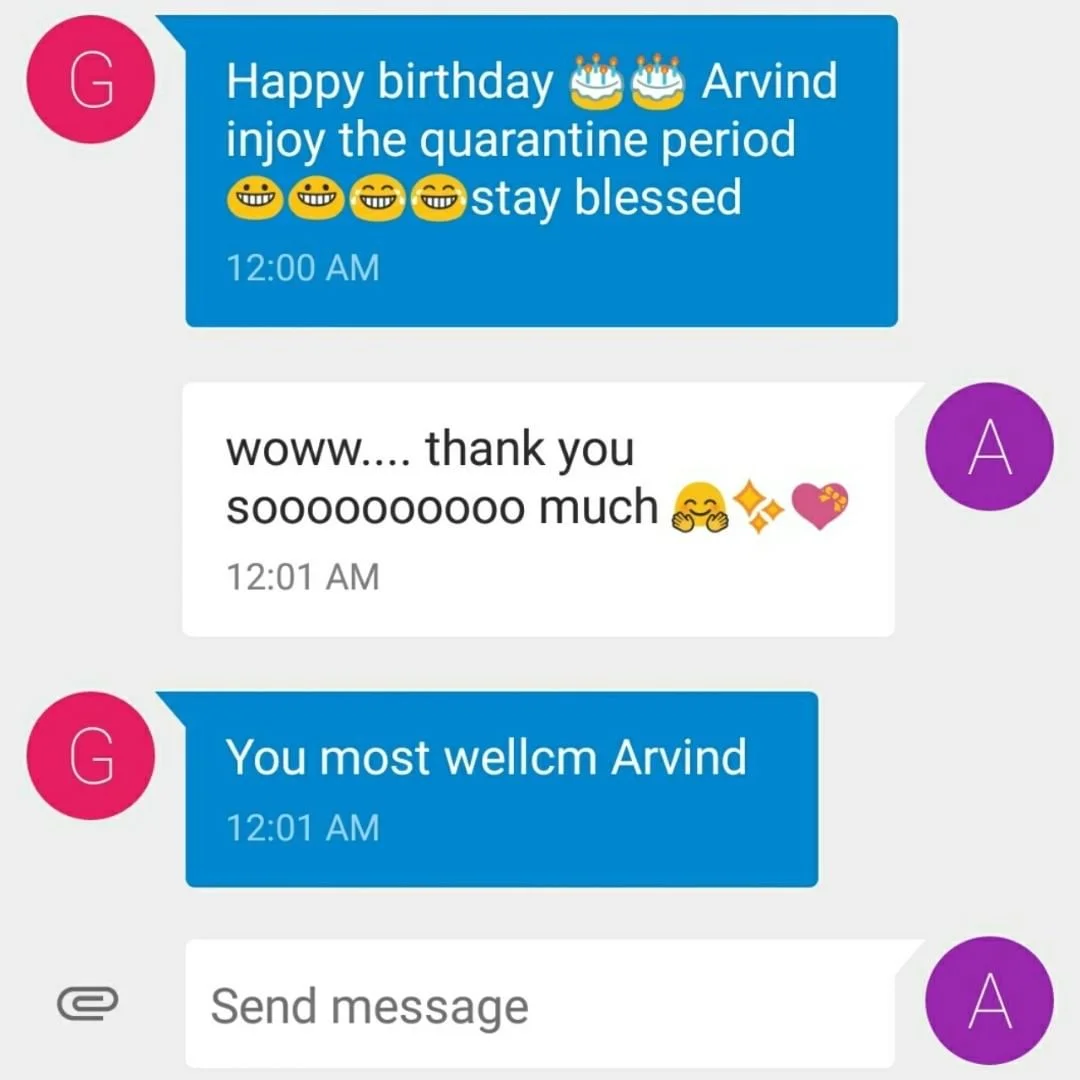 G
Happy birthday 🎂🎂 Arvind
injoy the quarantine period
😀😀😂😂stay blessed
12:00 AM
woww.... thank you
sooooooooooo much 🤗✨💝
12:01 AM
A
G
You most wellcm Arvind
12:01 AM
Send message
A